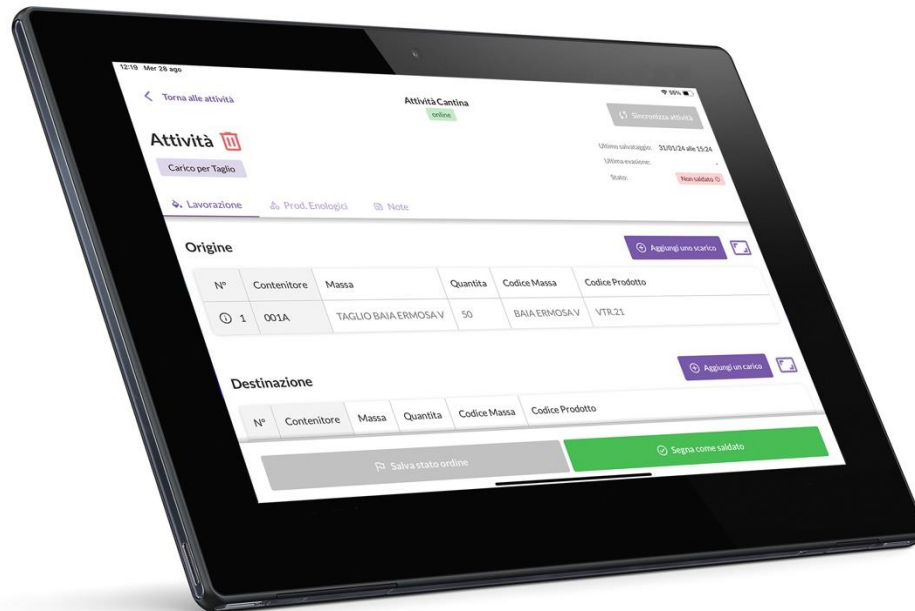 12:19 Mer 28 ago
56%
Torna alle attività
Attività Cantina
online
Sincronizza attività
Attività
Carico per Taglio
Ultimo salvataggio: 31/01/24 alle 15:24
Ultima evasione: -
Stato: Non saldato
Lavorazione Prod. Enologici Note
Origine
Aggiungi uno scarico
N° Contenitore Massa Quantita Codice Massa Codice Prodotto
1 001A TAGLIO BAIA ERMOSA V 50 BAIA ERMOSA V VTR.21
Destinazione
Aggiungi un carico
N° Contenitore Massa Quantita Codice Massa Codice Prodotto
Salva stato ordine
Segna come saldato